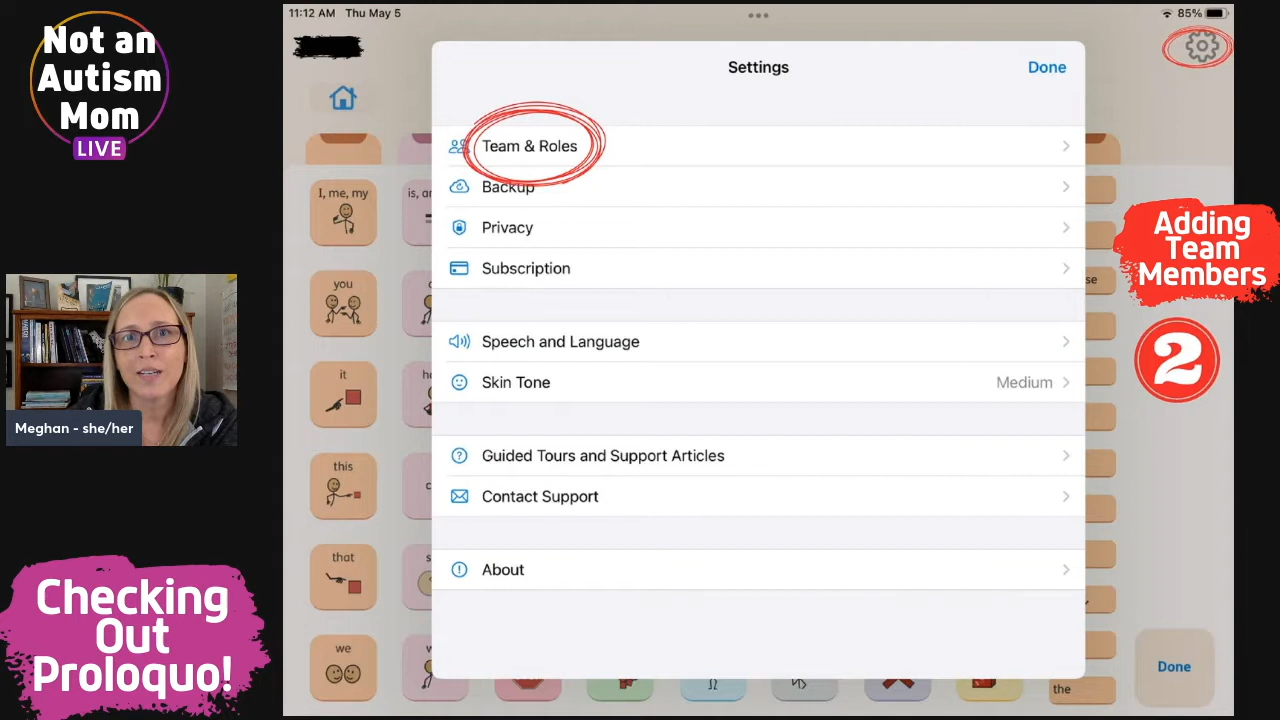 Not an
Autism
Mom
LIVE
Meghan - she/her
Checking
Out
Proloquo!
11:12 AM Thu May 5
85%
Settings
Done
Team & Roles
Backup
Privacy
Subscription
Speech and Language
Skin Tone
Medium
Guided Tours and Support Articles
Contact Support
About
I, me, my
is, a
you
it
this
that
we
the
Done
Adding
Team
Members
2